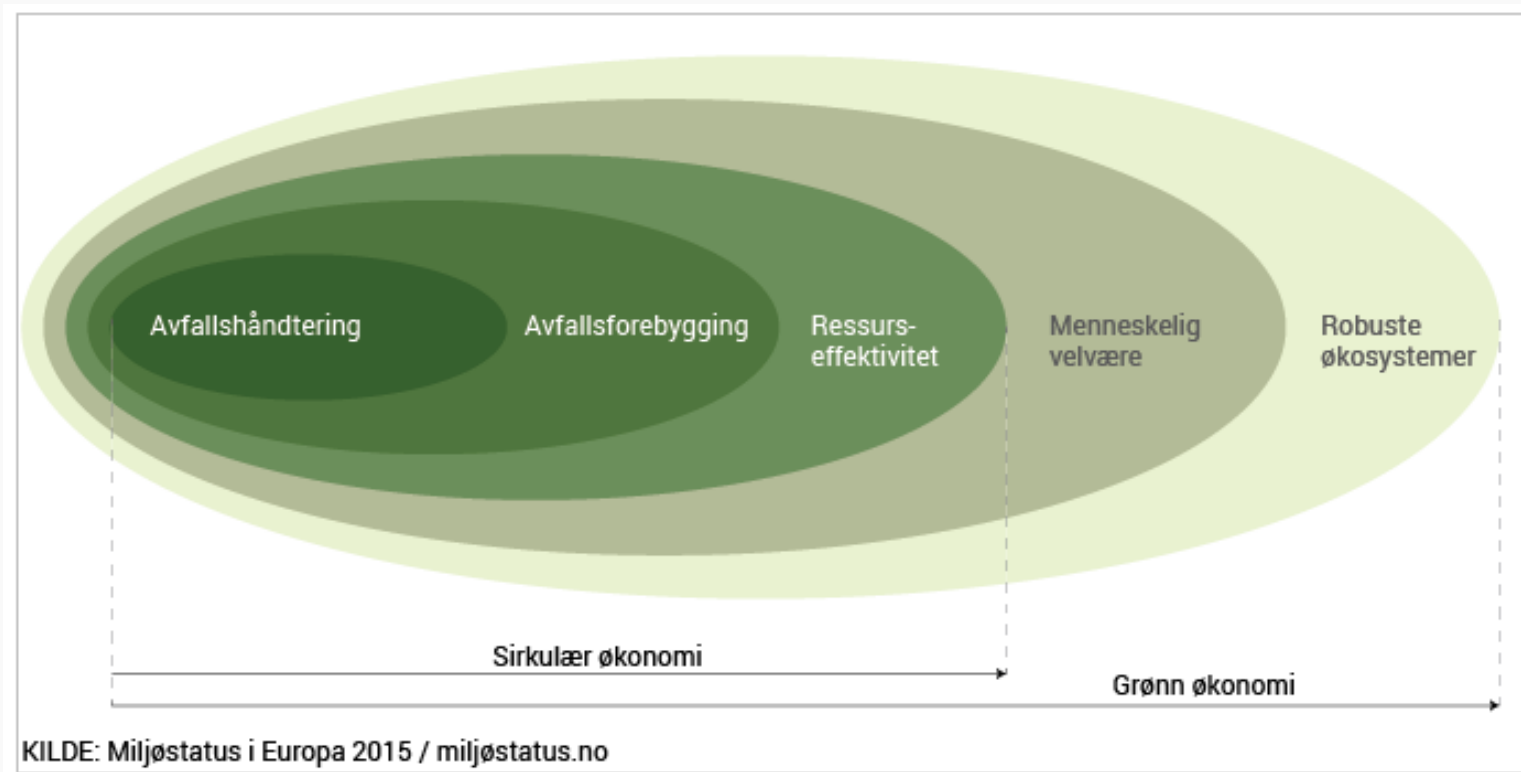 Avfallshåndtering
Avfallsforebygging
Ressurs-
effektivitet
Menneskelig
velvære
Robuste
økosystemer
Sirkulær økonomi
Grønn økonomi
KILDE: Miljøstatus i Europa 2015 / miljøstatus.no